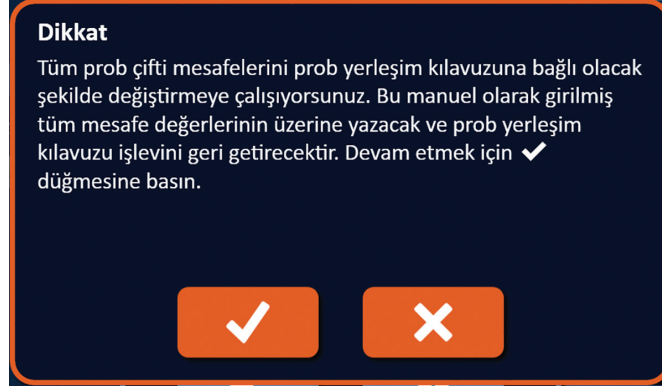 Dikkat
Tüm prob çifti mesafelerini prob yerleşim kılavuzuna bağlı olacak
şekilde değiştirmeye çalışıyorsunuz. Bu manuel olarak girilmiş
tüm mesafe değerlerinin üzerine yazacak ve prob yerleşim
kılavuzu işlevini geri getirecektir. Devam etmek için ✔
düğmesine basın.